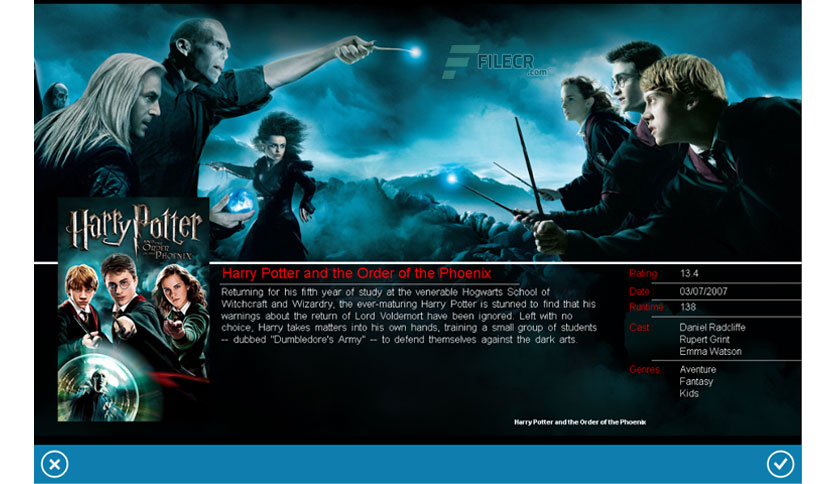 FILECR
.com
Harry Potter
AND THE
ORDER
OF THE
PHOENIX
Harry Potter and the Order of the Phoenix
Returning for his fifth year of study at the venerable Hogwarts School of
Witchcraft and Wizardry, the ever-maturing Harry Potter is stunned to find that his
warnings about the return of Lord Voldemort have been ignored. Left with no
choice, Harry takes matters into his own hands, training a small group of students
-- dubbed "Dumbledore's Army" -- to defend themselves against the dark arts.
Rating 13.4
Date 03/07/2007
Runtime 138
Cast Daniel Radcliffe
Rupert Grint
Emma Watson
Genres Aventure
Fantasy
Kids
Harry Potter and the Order of the Phoenix